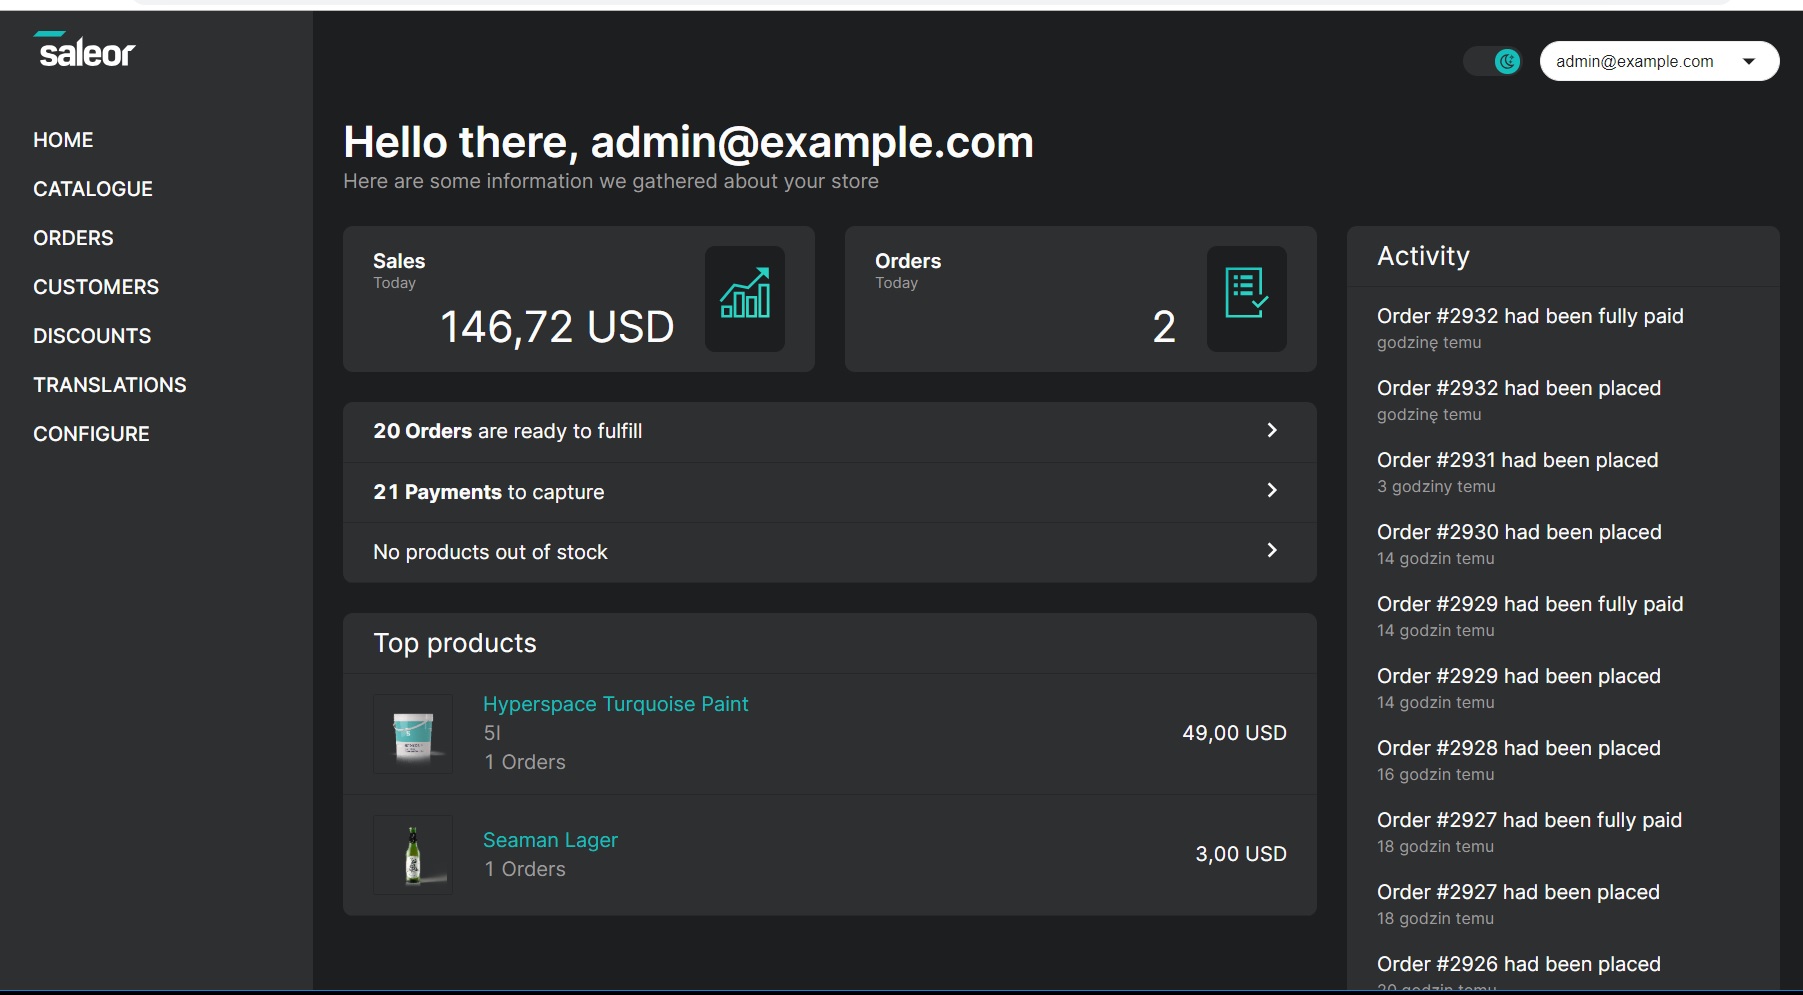 saleor
admin@example.com
HOME
CATALOGUE
ORDERS
CUSTOMERS
DISCOUNTS
TRANSLATIONS
CONFIGURE
Hello there, admin@example.com
Here are some information we gathered about your store
Sales
Today
146,72 USD
Orders
Today
2
20 Orders are ready to fulfill
21 Payments to capture
No products out of stock
Top products
Hyperspace Turquoise Paint
5l
1 Orders
49,00 USD
Seaman Lager
1 Orders
3,00 USD
Activity
Order #2932 had been fully paid
godzinę temu
Order #2932 had been placed
godzinę temu
Order #2931 had been placed
3 godziny temu
Order #2930 had been placed
14 godzin temu
Order #2929 had been fully paid
14 godzin temu
Order #2929 had been placed
14 godzin temu
Order #2928 had been placed
16 godzin temu
Order #2927 had been fully paid
18 godzin temu
Order #2927 had been placed
18 godzin temu
Order #2926 had been placed
20 godzin temu